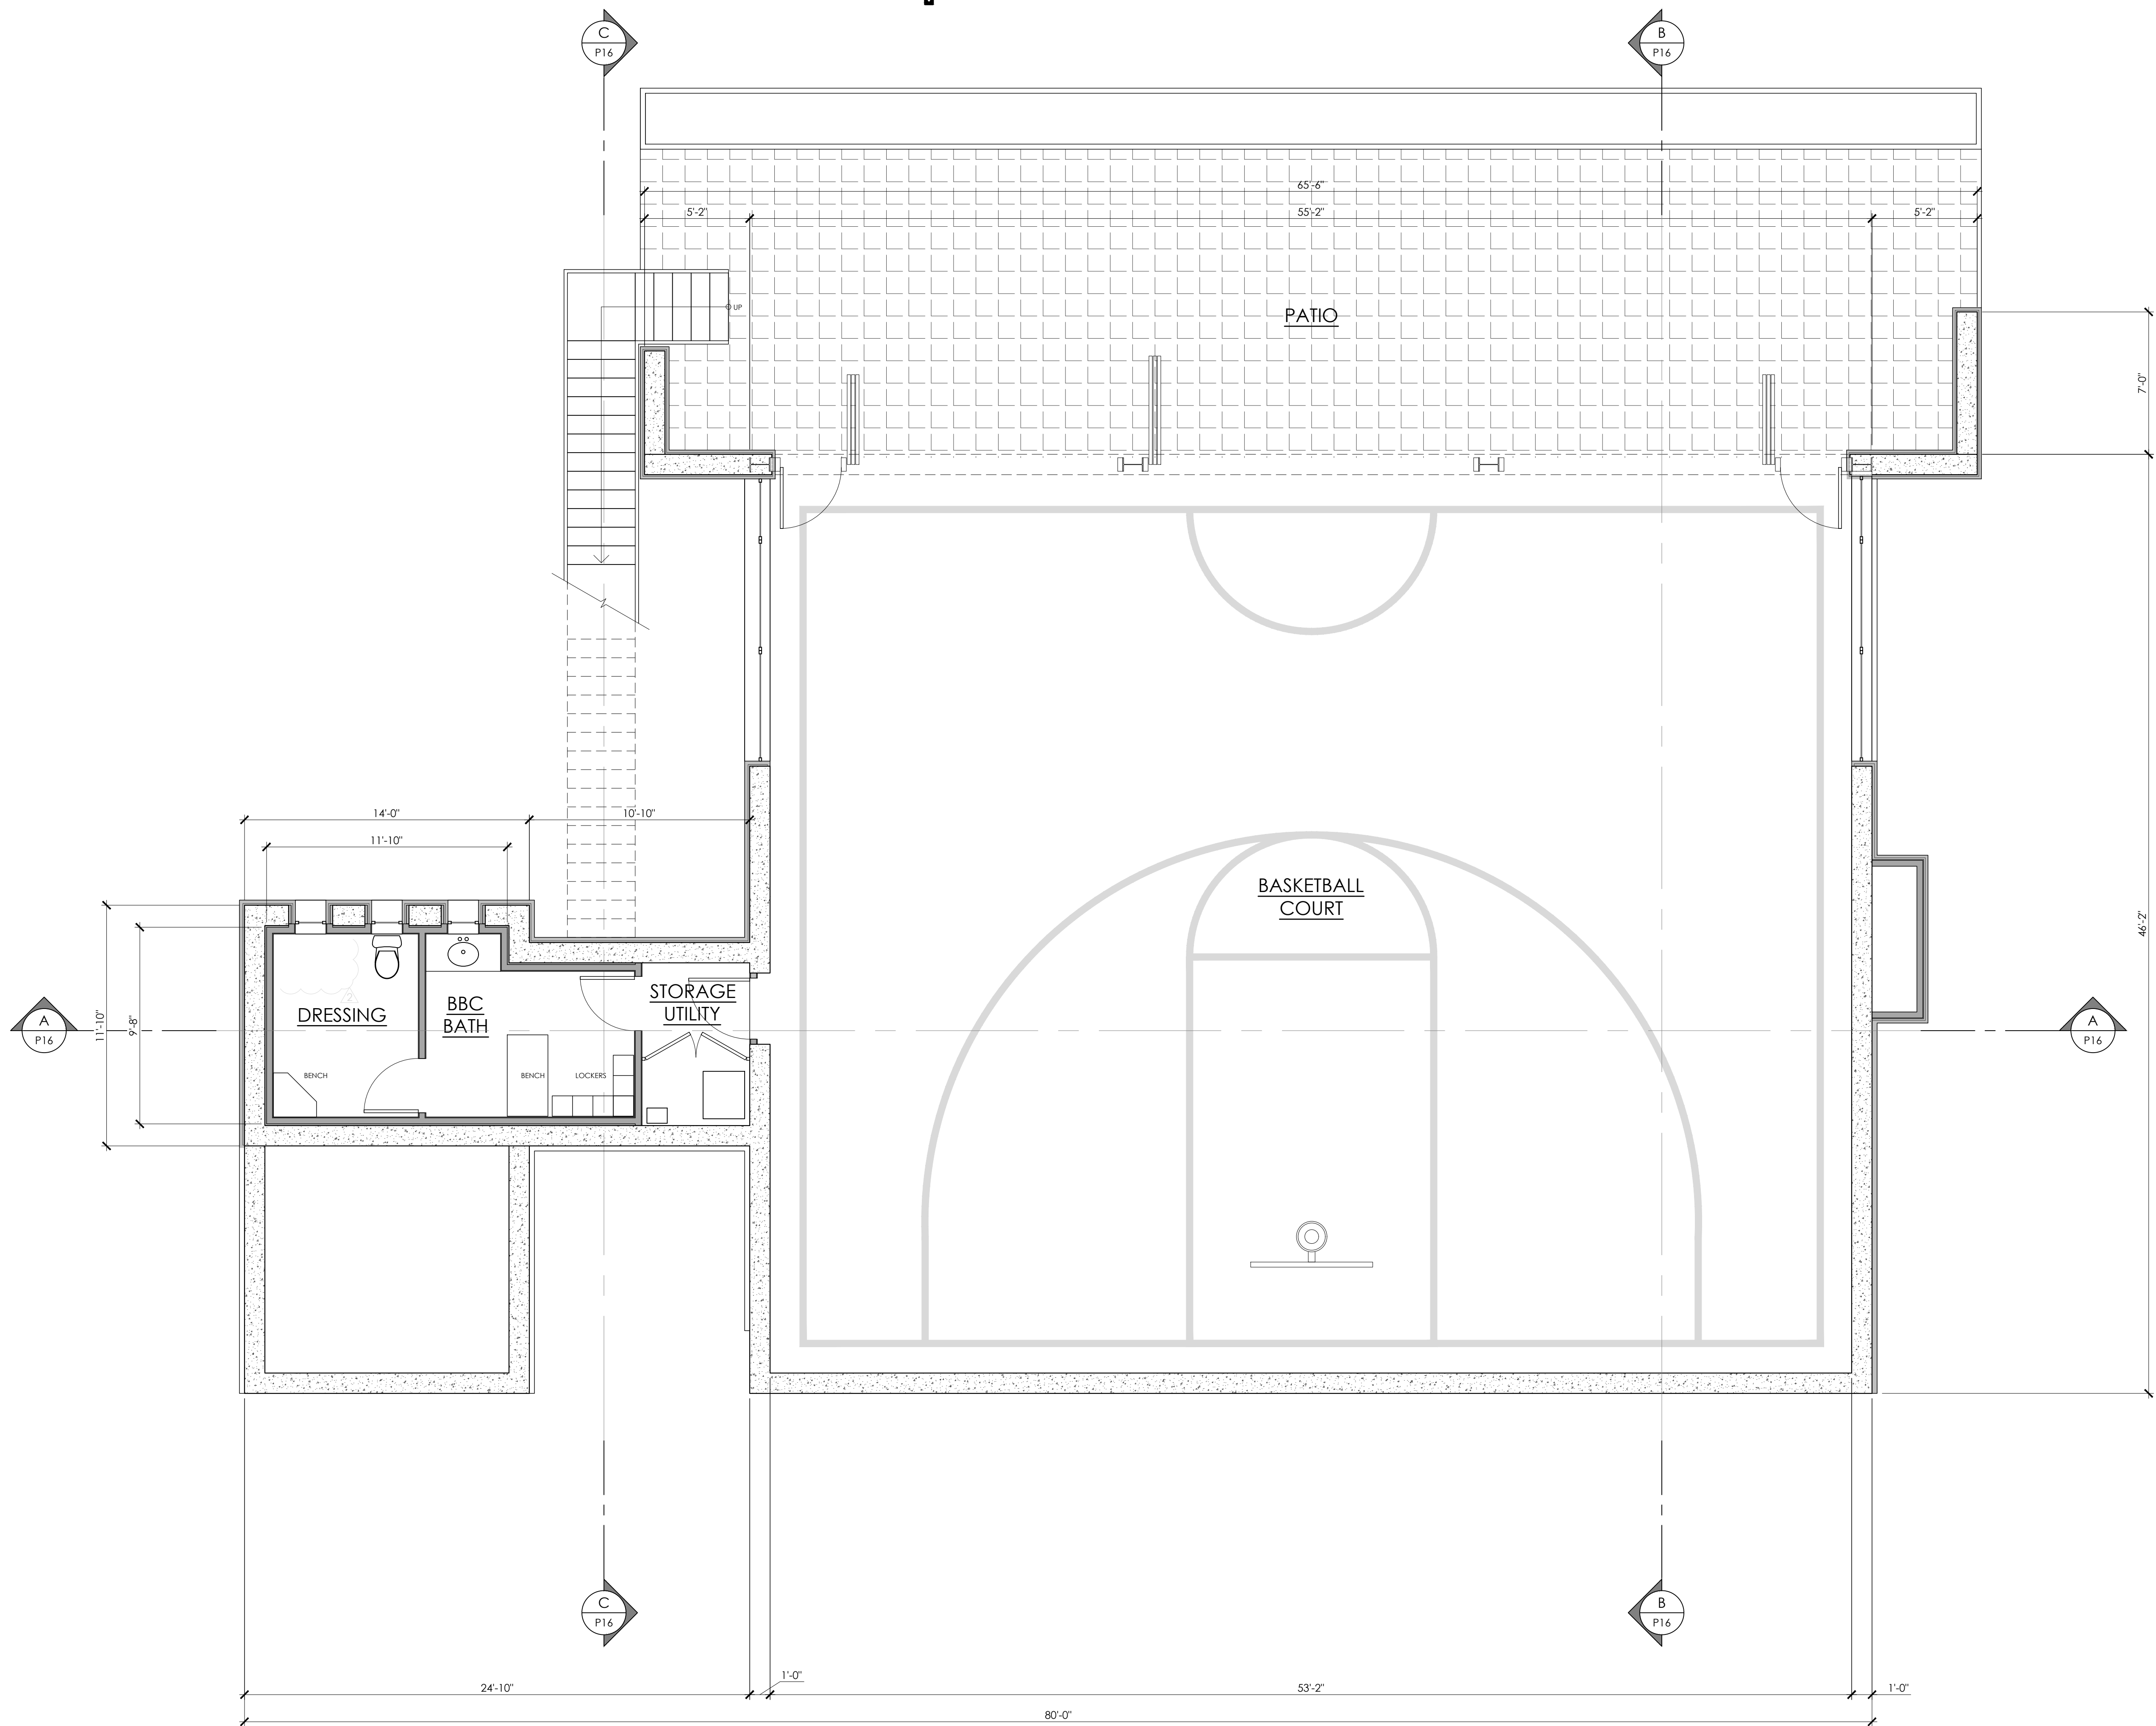 C
P16
B
P16
65'-6"
5'-2"
55'-2"
5'-2"
UP
PATIO
7'-0"
14'-0"
10'-10"
11'-10"
BASKETBALL
COURT
46'-2"
11'-10"
9'-8"
STORAGE
UTILITY
BBC
BATH
DRESSING
A
P16
A
P16
BENCH
BENCH
LOCKERS
C
P16
B
P16
24'-10"
1'-0"
53'-2"
1'-0"
80'-0"